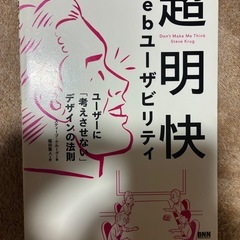 超明快
Don't Make Me Think
Steve Krug
ebユーザビリティ
ユーザーに
「考えさせない」
デザインの法則
BNN